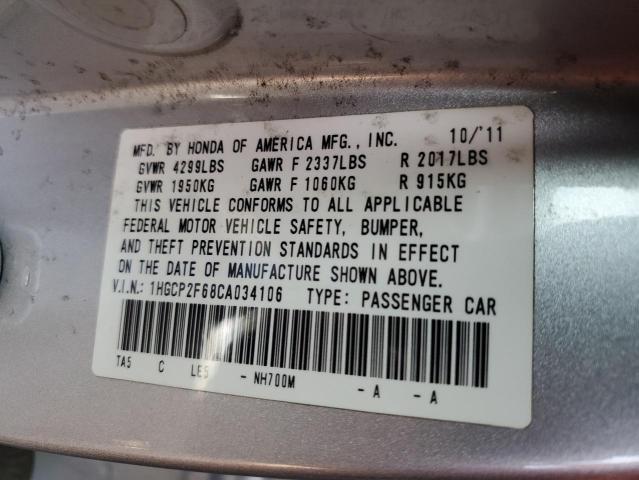 MFD. BY HONDA OF AMERICA MFG., INC. 10/'11
GVWR 4299LBS GAWR F 2337LBS R 2017LBS
GVWR 1950KG GAWR F 1060KG R 915KG
THIS VEHICLE CONFORMS TO ALL APPLICABLE
FEDERAL MOTOR VEHICLE SAFETY, BUMPER,
AND THEFT PREVENTION STANDARDS IN EFFECT
ON THE DATE OF MANUFACTURE SHOWN ABOVE.
V.I.N.: 1HGCP2F68CA034106 TYPE: PASSENGER CAR
TA5 C LE5 - NH700M - A - A